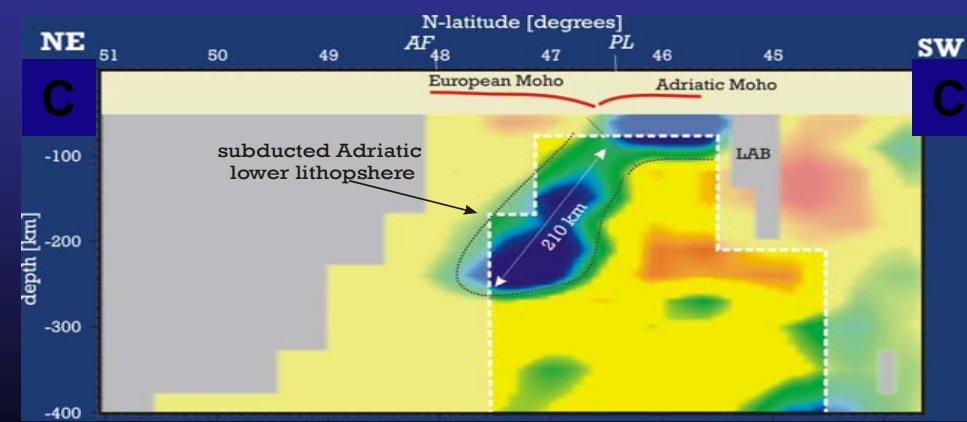 N-latitude [degrees]
NE
AF
PL
SW
51 50 49 48 47 46 45
C
C
European Moho
Adriatic Moho
subducted Adriatic
lower lithopshere
LAB
210 km
depth [km]
-100
-200
-300
-400